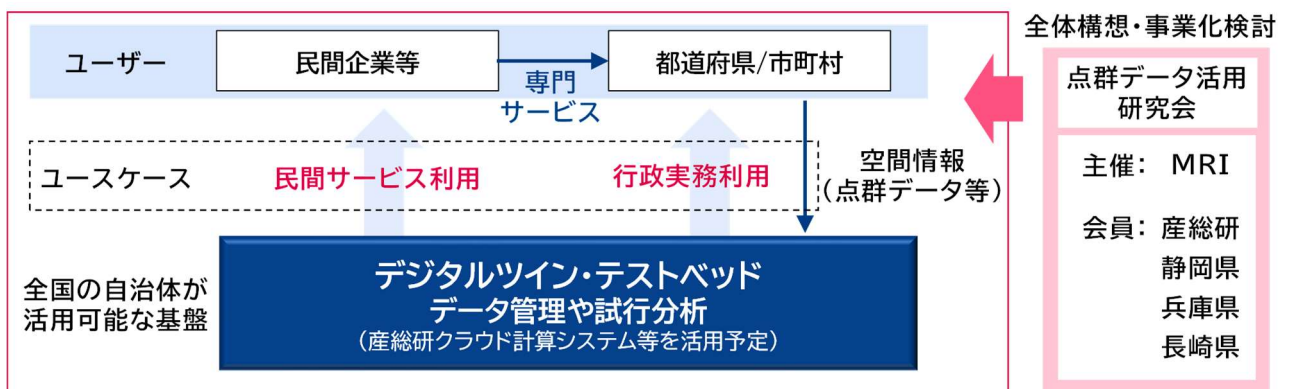 全体構想・事業化検討
ユーザー
民間企業等
専門
サービス
都道府県/市町村
点群データ活用
研究会
ユースケース
民間サービス利用
行政実務利用
空間情報
（点群データ等）
主催： MRI
会員： 産総研
静岡県
兵庫県
長崎県
全国の自治体が
活用可能な基盤
デジタルツイン・テストベッド
データ管理や試行分析
（産総研クラウド計算システム等を活用予定）